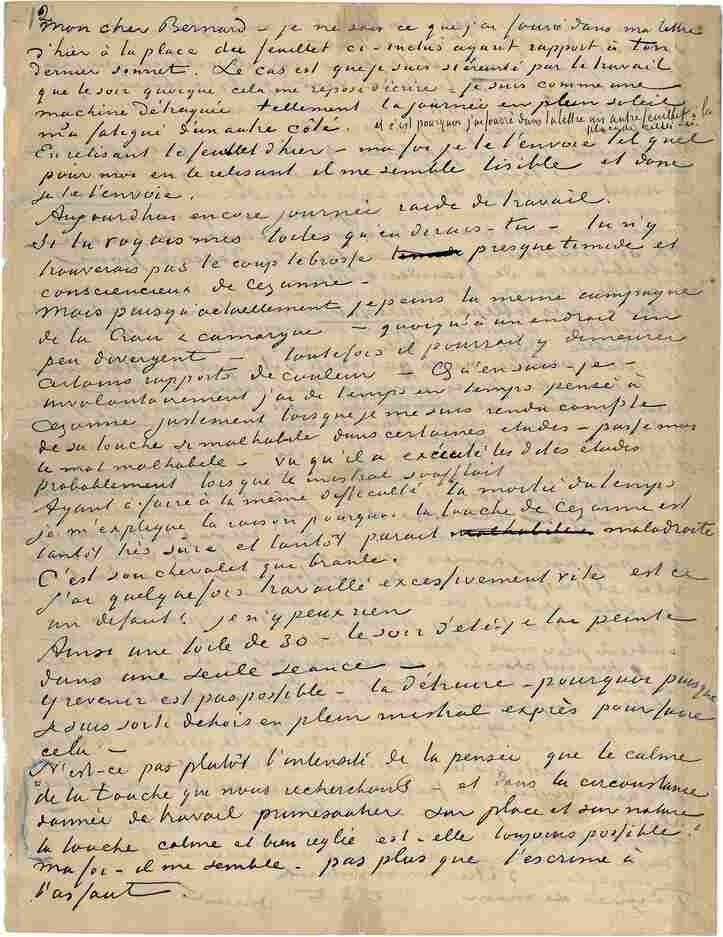 mon cher Bernard – je ne sais ce que j'ai fourré dans ma lettre
d'hier à la place du feuillet ci-inclus ayant rapport à ton
dernier sonnet. Le cas est que je suis si éreinté par le travail
que le soir quoique cela me repose d'écrire – je suis comme une
machine détraquée tellement la journée en plein soleil
m'a fatigué d'un autre côté. et c'est pourquoi j'ai fourré dans la lettre un autre feuillet à la
place de celui-ci
En relisant le feuillet d'hier – ma foi je te l'envoie tel quel
pour moi en le relisant il me semble lisible et donc
je te l'envoie.
Aujourd'hui encore journée raide de travail.
Si tu voyais mes toiles qu'en dirais-tu – tu n'y
trouverais pas le coup de brosse presque timide et
consciencieux de Cezanne –
Mais puisqu'actuellement je peins la même campagne
de la Crau & camargue – quoiqu'à un endroit un
peu divergent – toutefois il pourrait y demeurer
certains rapports de couleur – Qu'en sais-je –
involontairement j'ai de temps en temps pensé à
Cezanne justement lorsque je me suis rendu compte
de sa touche si malhabile dans certaines etudes – passe moi
le mot malhabile – vu qu'il a exécuté les dites études
probablement lorsque le mistral soufflait
Ayant à faire à la même difficulté la moitié du temps
je m'explique la raison pourquoi la touche de Cezanne est
tantôt très sûre et tantôt parait malhabile maladroite
C'est son chevalet qui branle.
J'ai quelquefois travaillé excessivement vite est ce
un défaut? je n'y peux rien
Ainsi une toile de 30 – le soir d'eté – je l'ai peinte
dans une seule seance –
y revenir est pas possible – la détruire – pourquoi puisque
je suis sorti dehors en plein mistral exprès pour faire
cela –
N'est-ce pas plutôt l'intensité de la pensée que le calme
de la touche que nous recherchons – et dans la circonstance
donnée de travail primesautier sur place et sur nature
la touche calme et bien réglée est-elle toujours possible?
Ma foi – il me semble – pas plus que l'escrime à
l'assaut.